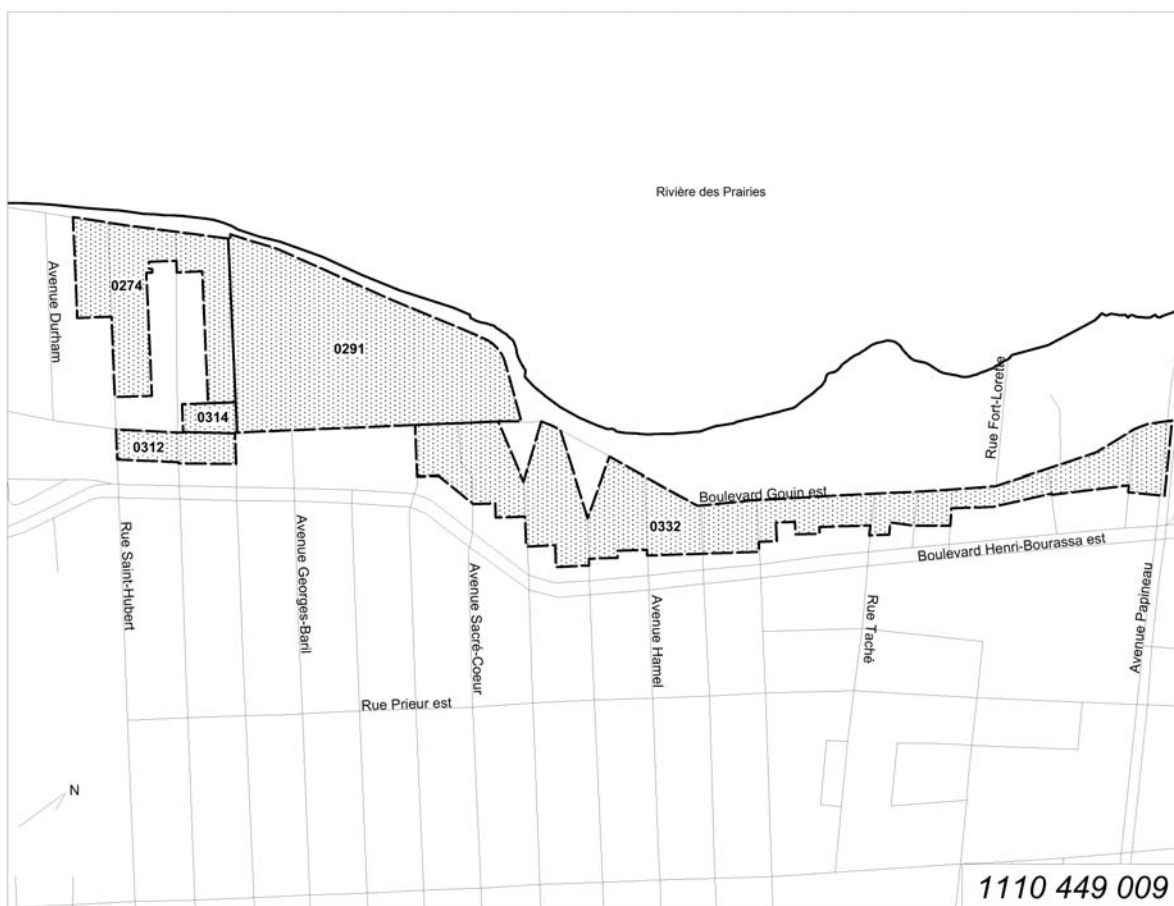 Rivière des Prairies
Avenue Durham
0274
0291
0314
0312
Rue Fort-Lorette
Boulevard Gouin est
0332
Boulevard Henri-Bourassa est
Rue Saint-Hubert
Avenue Georges-Baril
Avenue Sacré-Coeur
Avenue Hamel
Rue Taché
Avenue Papineau
Rue Prieur est
N
1110 449 009